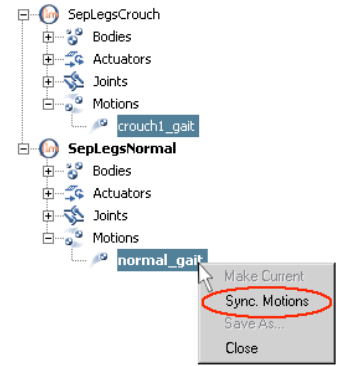 SepLegsCrouch
Bodies
Actuators
Joints
Motions
crouch1_gait
SepLegsNormal
Bodies
Actuators
Joints
Motions
normal_gait
Make Current
Sync. Motions
Save As...
Close